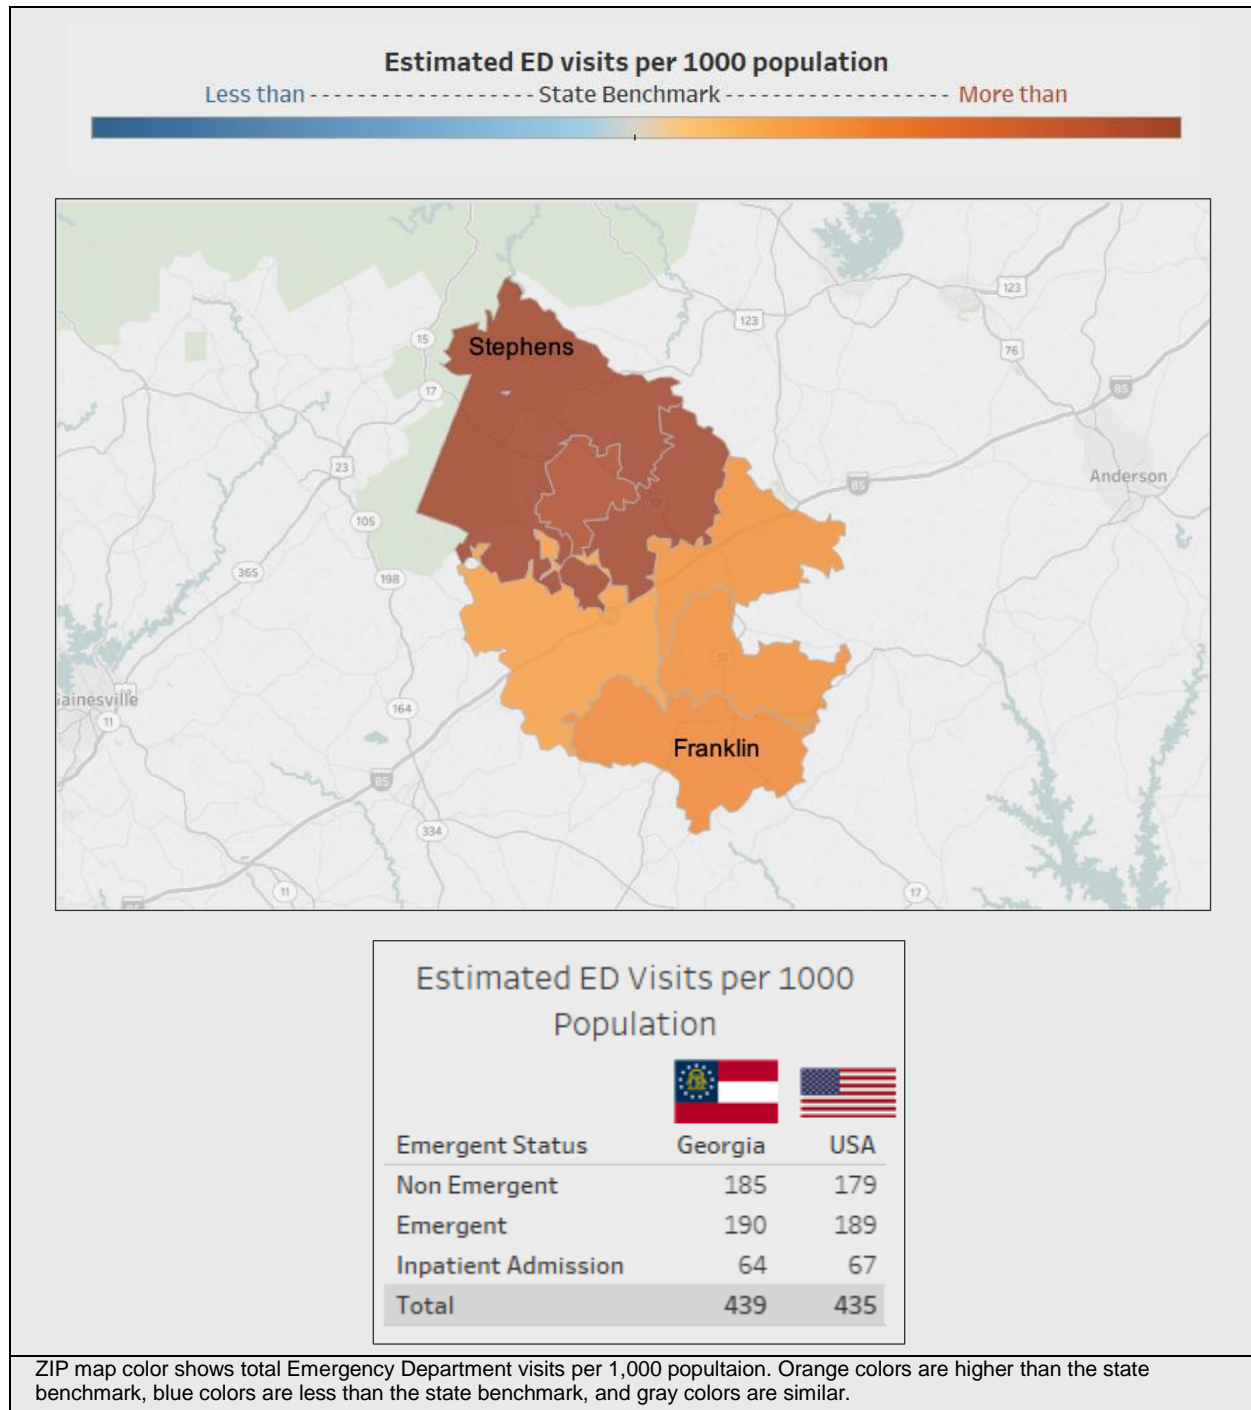 Estimated ED visits per 1000 population
Less than - - - - - - - - - - - - - - - - - - State Benchmark - - - - - - - - - - - - - - - - - - More than
123
123
Stephens
15
76
17
85
23
Anderson
85
105
365
198
Gainesville
164
11
Franklin
85
334
11
17
85
Estimated ED Visits per 1000
Population
Emergent Status Georgia USA
Non Emergent 185 179
Emergent 190 189
Inpatient Admission 64 67
Total 439 435
ZIP map color shows total Emergency Department visits per 1,000 popultaion. Orange colors are higher than the state
benchmark, blue colors are less than the state benchmark, and gray colors are similar.